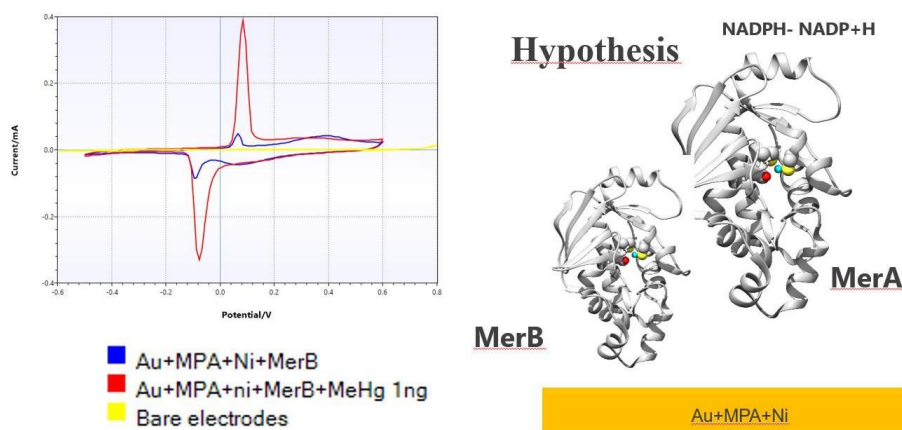 0.4
0.2
0.0
-0.2
-0.4
Current/mA
-0.6
-0.4
-0.2
0.0
0.2
0.4
0.6
0.8
Potential/V
Au+MPA+Ni+MerB
Au+MPA+ni+MerB+MeHg 1ng
Bare electrodes
Hypothesis
NADPH- NADP+H
MerA
MerB
Au+MPA+Ni